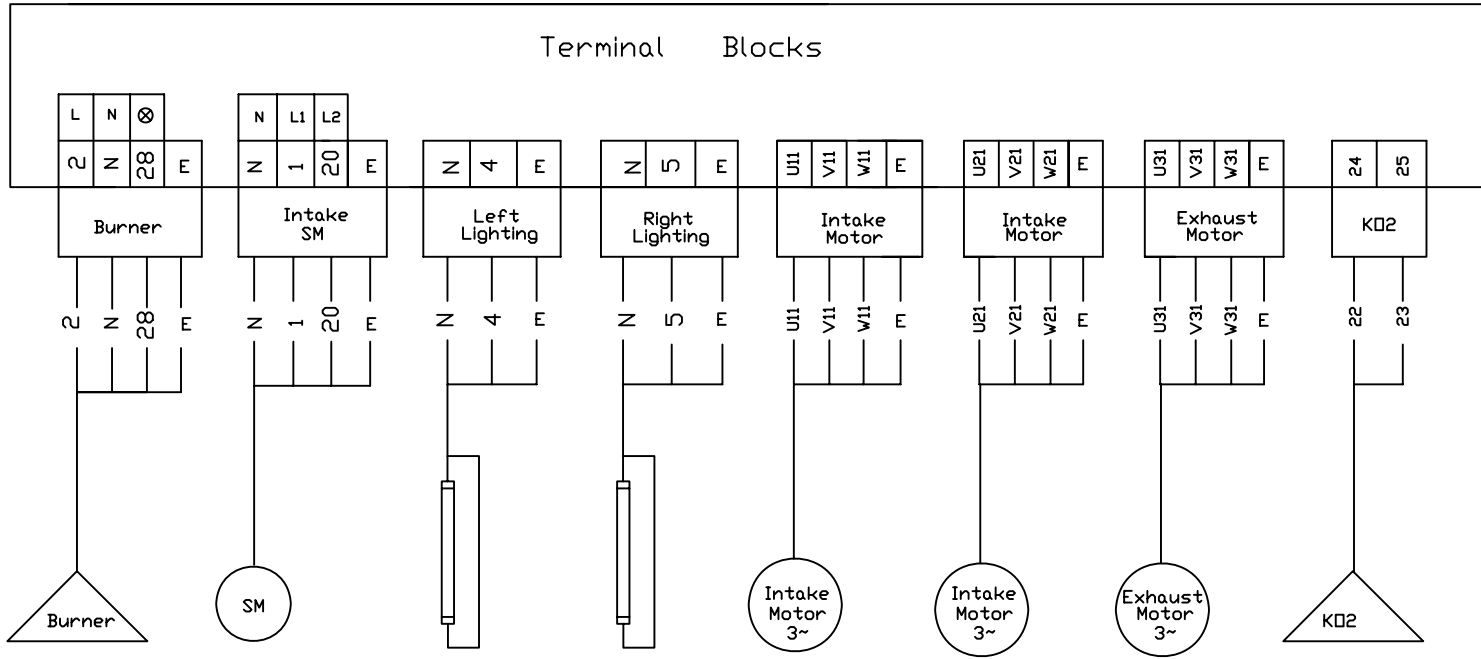 Terminal Blocks
L N ⊗
N L1 L2
2 N 28 E
N 1 20 E
N 4 E
N 5 E
U11 V11 W11 E
U21 V21 W21 E
U31 V31 W31 E
24 25
Burner
Intake
SM
Left
Lighting
Right
Lighting
Intake
Motor
Intake
Motor
Exhaust
Motor
K02
2 N 28 E
N 1 20 E
N 4 E
N 5 E
U11 V11 W11 E
U21 V21 W21 E
U31 V31 W31 E
22 23
Burner
SM
Intake
Motor
3~
Intake
Motor
3~
Exhaust
Motor
3~
K02